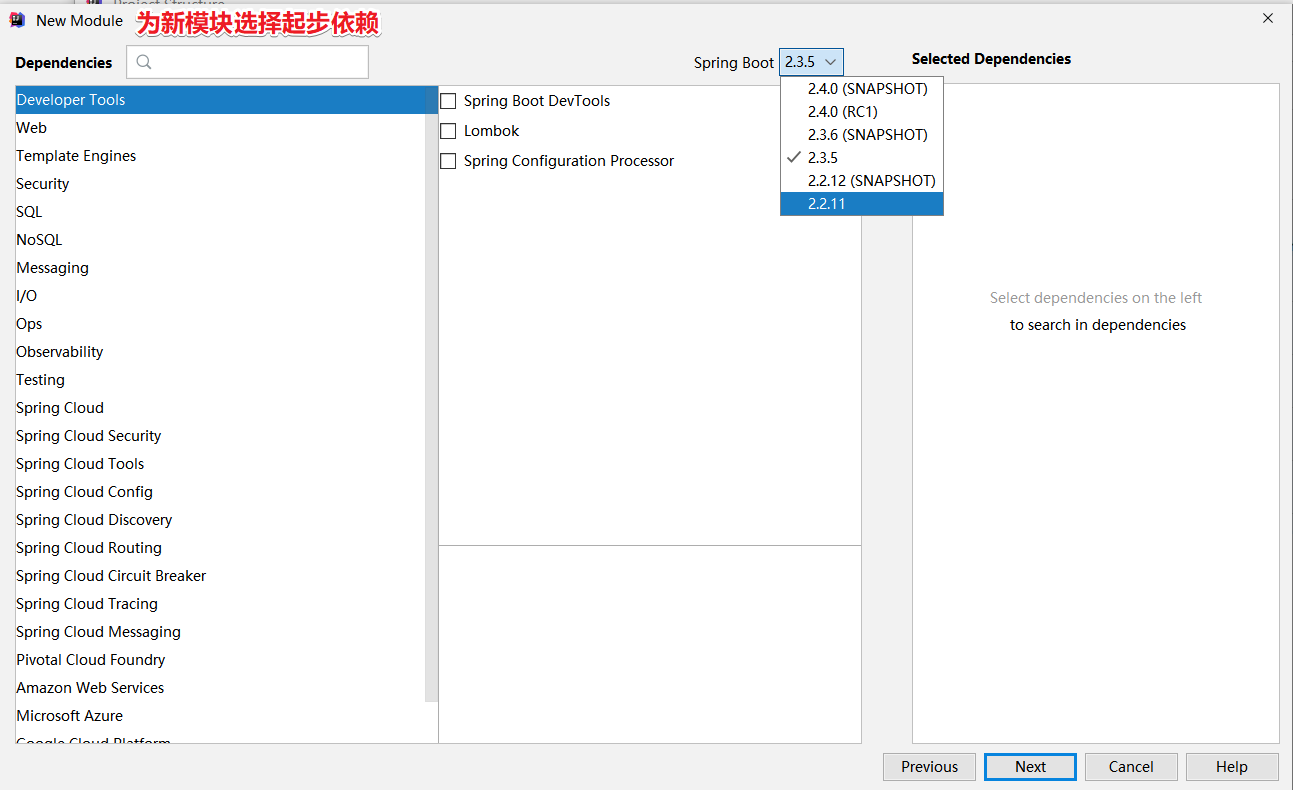 Project Structure
New Module
为新模块选择起步依赖
Dependencies
Spring Boot
2.3.5
Selected Dependencies
Developer Tools
Web
Template Engines
Security
SQL
NoSQL
Messaging
I/O
Ops
Observability
Testing
Spring Cloud
Spring Cloud Security
Spring Cloud Tools
Spring Cloud Config
Spring Cloud Discovery
Spring Cloud Routing
Spring Cloud Circuit Breaker
Spring Cloud Tracing
Spring Cloud Messaging
Pivotal Cloud Foundry
Amazon Web Services
Microsoft Azure
Google Cloud Platform
Spring Boot DevTools
Lombok
Spring Configuration Processor
2.4.0 (SNAPSHOT)
2.4.0 (RC1)
2.3.6 (SNAPSHOT)
2.3.5
2.2.12 (SNAPSHOT)
2.2.11
Select dependencies on the left
to search in dependencies
Previous
Next
Cancel
Help